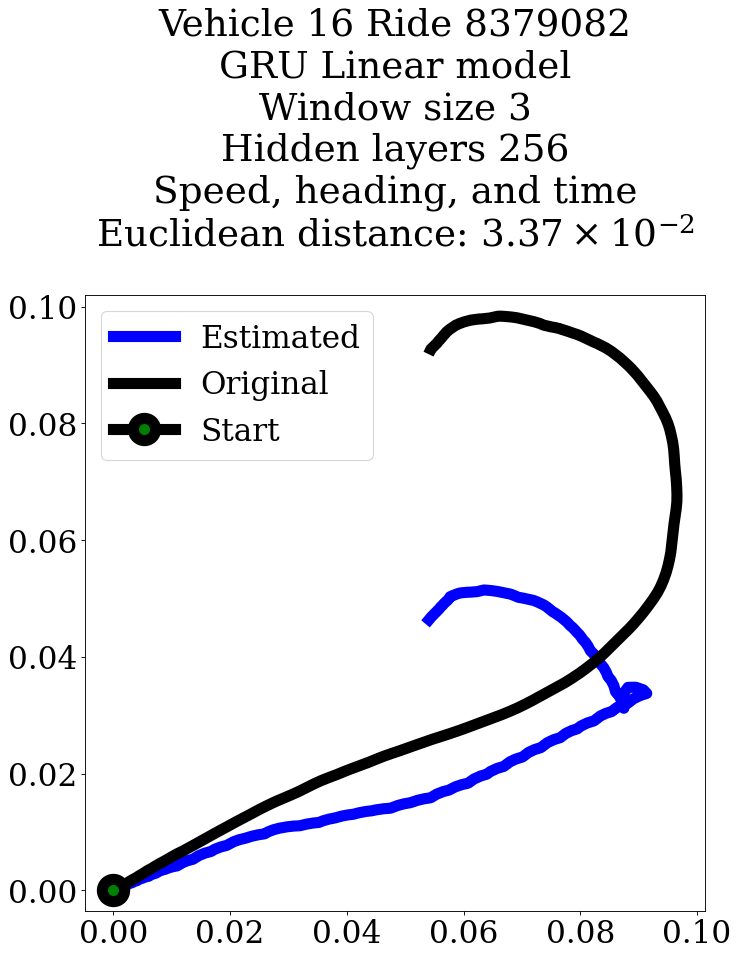 Vehicle 16 Ride 8379082
GRU Linear model
Window size 3
Hidden layers 256
Speed, heading, and time
Euclidean distance: 3.37 × 10⁻²
0.10
Estimated
Original
Start
0.08
0.06
0.04
0.02
0.00
0.00 0.02 0.04 0.06 0.08 0.10